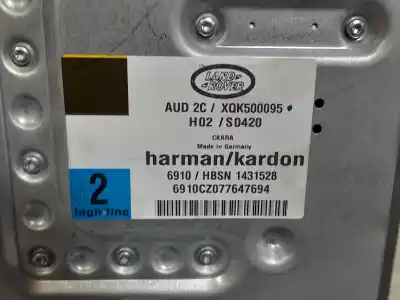 LAND
ROVER
AUD 2C / XQK500095
H02 / S0420
CKARA
Made in Germany
harman/kardon
6910 / HBSN 1431528
6910CZ077647694
2
high line